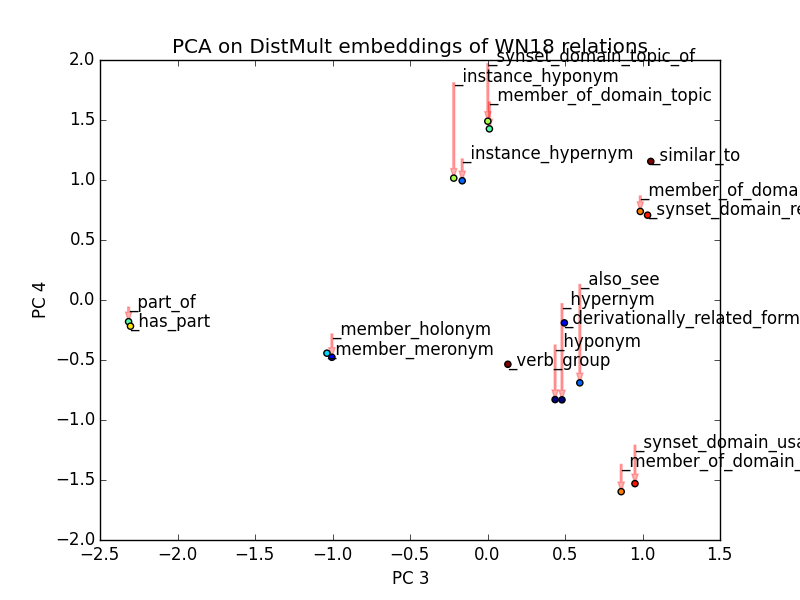 PCA on DistMult embeddings of WN18 relations
_synset_domain_topic_of
_instance_hyponym
_member_of_domain_topic
_instance_hypernym
_similar_to
_member_of_doma
_synset_domain_re
_also_see
_hypernym
_part_of
_derivationally_related_form
_has_part
_member_holonym
_hyponym
_member_meronym
_verb_group
_synset_domain_usa
_member_of_domain_
2.0
1.5
1.0
0.5
0.0
−0.5
−1.0
−1.5
−2.0
PC 4
−2.5
−2.0
−1.5
−1.0
−0.5
0.0
0.5
1.0
1.5
PC 3